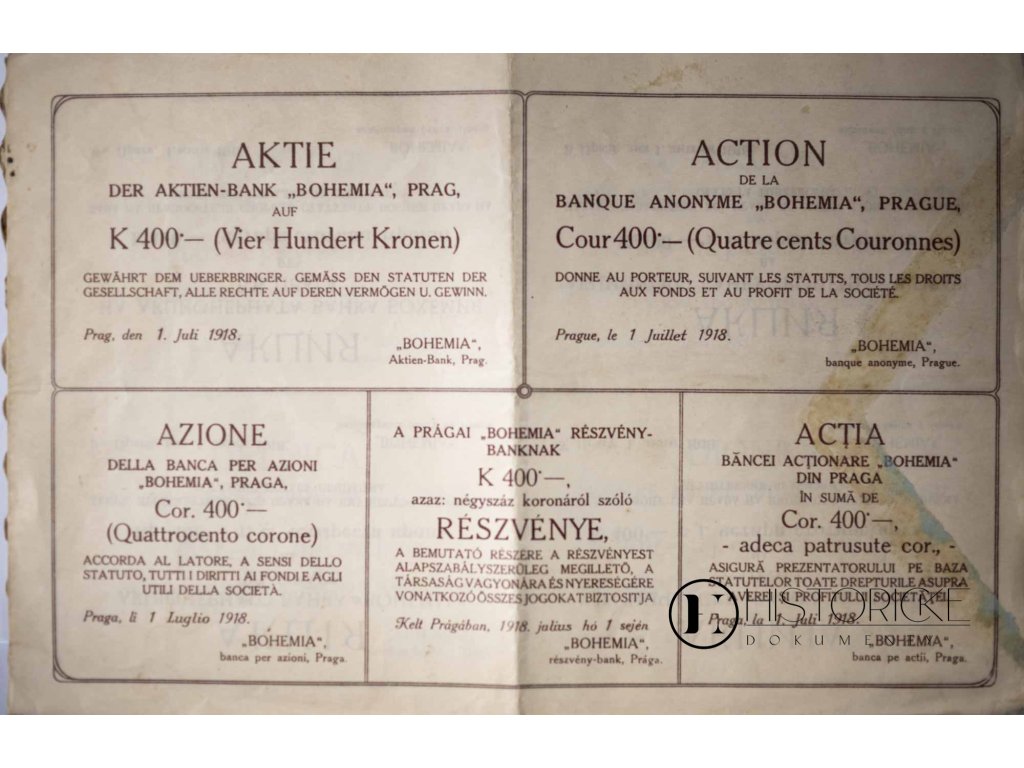 AKTIE
DER AKTIEN-BANK „BOHEMIA“, PRAG,
AUF
K 400·— (Vier Hundert Kronen)
GEWÄHRT DEM UEBERBRINGER. GEMÄSS DEN STATUTEN DER
GESELLSCHAFT, ALLE RECHTE AUF DEREN VERMÖGEN U. GEWINN.
Prag, den 1. Juli 1918.
„BOHEMIA“,
Aktien-Bank, Prag.
ACTION
DE LA
BANQUE ANONYME „BOHEMIA“, PRAGUE,
Cour 400·— (Quatre cents Couronnes)
DONNE AU PORTEUR, SUIVANT LES STATUTS, TOUS LES DROITS
AUX FONDS ET AU PROFIT DE LA SOCIÉTÉ.
Prague, le 1 Juillet 1918.
„BOHEMIA“,
banque anonyme, Prague.
AZIONE
DELLA BANCA PER AZIONI
„BOHEMIA“, PRAGA,
Cor. 400·—
(Quattrocento corone)
ACCORDA AL LATORE, A SENSI DELLO
STATUTO, TUTTI I DIRITTI AI FONDI E AGLI
UTILI DELLA SOCIETÀ.
Praga, li 1 Luglio 1918.
„BOHEMIA“,
banca per azioni, Praga.
A PRÁGAI „BOHEMIA“ RÉSZVÉNY-
BANKNAK
K 400·—,
azaz: négyszáz koronáról szóló
RÉSZVÉNYE,
A BEMUTATÓ RÉSZÉRE A RÉSZVÉNYEST
ALAPSZABÁLYSZERÜLEG MEGILLETŐ, A
TÁRSASÁG VAGYONÁRA ÉS NYERESÉGÉRE
VONATKOZÓ ÖSSZES JOGOKAT BIZTOSITJA
Kelt Prágában, 1918. julius hó 1 sején
„BOHEMIA“,
részvény-bank, Prága.
ACȚIA
BĂNCEI ACȚIONARE „BOHEMIA“
DIN PRAGA
IN SUMĂ DE
Cor. 400·—,
- adeca patrusute cor., -
ASIGURĂ PREZENTATORULUI PE BAZA
STATUTELOR TOATE DREPTURILE ASUPRA
AVEREI SI PROFITULUI SOCIETĂȚEI.
Praga, la 1 Juli 1918.
„BOHEMIA“,
banca pe actii, Praga.
HISTORICKÉ
DOKUMENTY